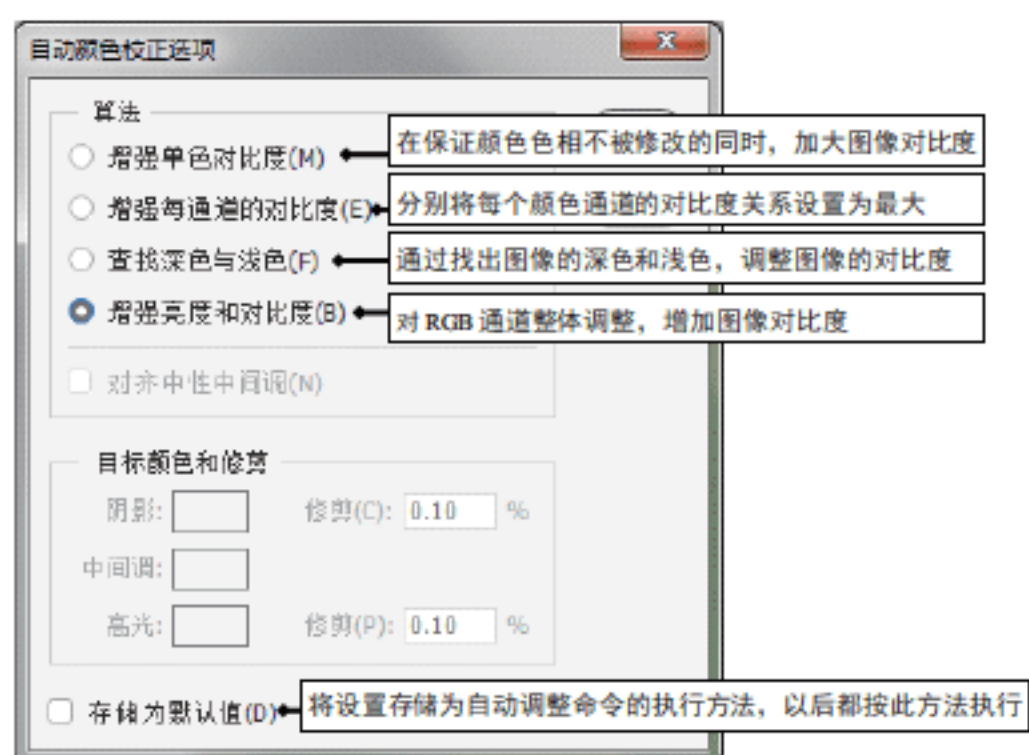 自动颜色校正选项
算法
增强单色对比度(M)
在保证颜色色相不被修改的同时，加大图像对比度
增强每通道的对比度(E)
分别将每个颜色通道的对比度关系设置为最大
查找深色与浅色(F)
通过找出图像的深色和浅色，调整图像的对比度
增强亮度和对比度(B)
对 RGB 通道整体调整，增加图像对比度
对齐中性中间调(N)
目标颜色和修剪
阴影: 修剪(C): 0.10 %
中间调:
高光: 修剪(P): 0.10 %
存储为默认值(D)
将设置存储为自动调整命令的执行方法，以后都按此方法执行